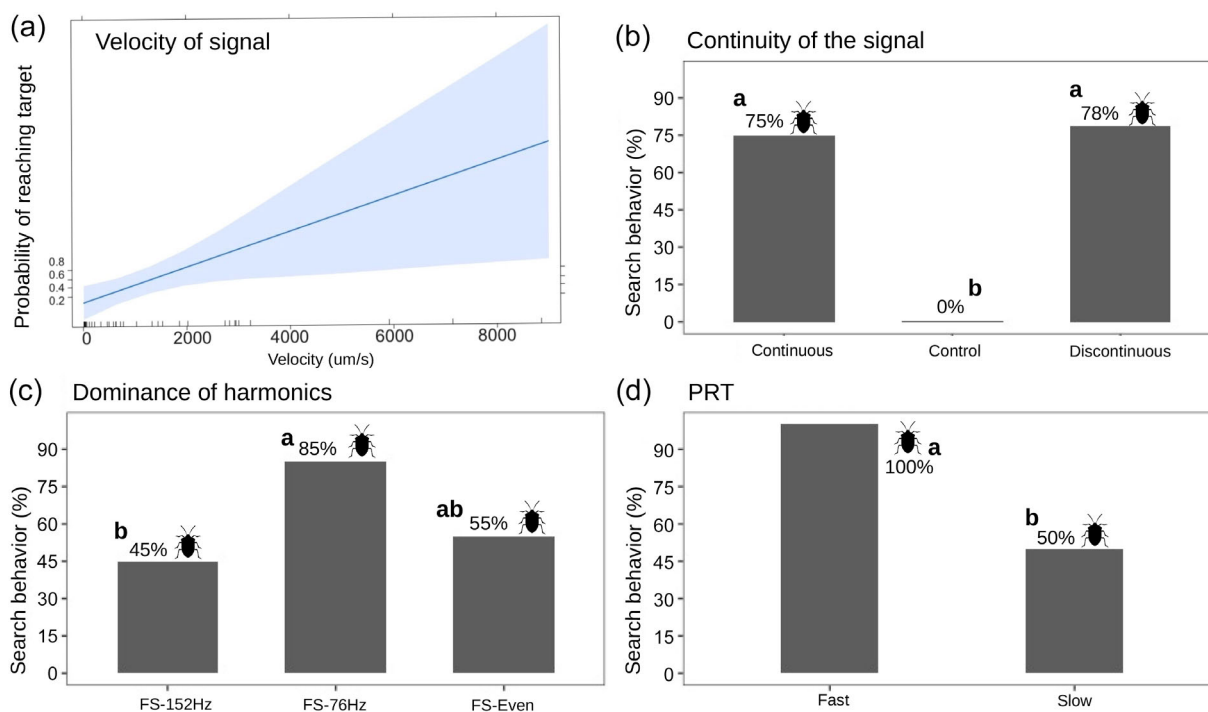 (a)
Velocity of signal
Probability of reaching target
0.8
0.6
0.4
0.2
0 2000 4000 6000 8000
Velocity (um/s)
(b)
Continuity of the signal
Search behavior (%)
90
75
60
45
30
15
0
a
75%
b
0%
a
78%
Continuous Control Discontinuous
(c)
Dominance of harmonics
Search behavior (%)
90
75
60
45
30
15
0
b
45%
a
85%
ab
55%
FS-152Hz FS-76Hz FS-Even
(d)
PRT
Search behavior (%)
90
75
60
45
30
15
0
a
100%
b
50%
Fast Slow